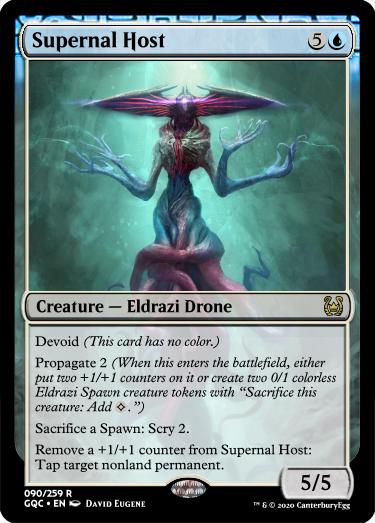 Supernal Host 5
Creature — Eldrazi Drone
Devoid (This card has no color.)
Propagate 2 (When this enters the battlefield, either
put two +1/+1 counters on it or create two 0/1 colorless
Eldrazi Spawn creature tokens with “Sacrifice this
creature: Add ◇.”)
Sacrifice a Spawn: Scry 2.
Remove a +1/+1 counter from Supernal Host:
Tap target nonland permanent.
5/5
090/259 R
GQC • EN DAVID EUGENE
™ & © 2020 CanterburyEgg